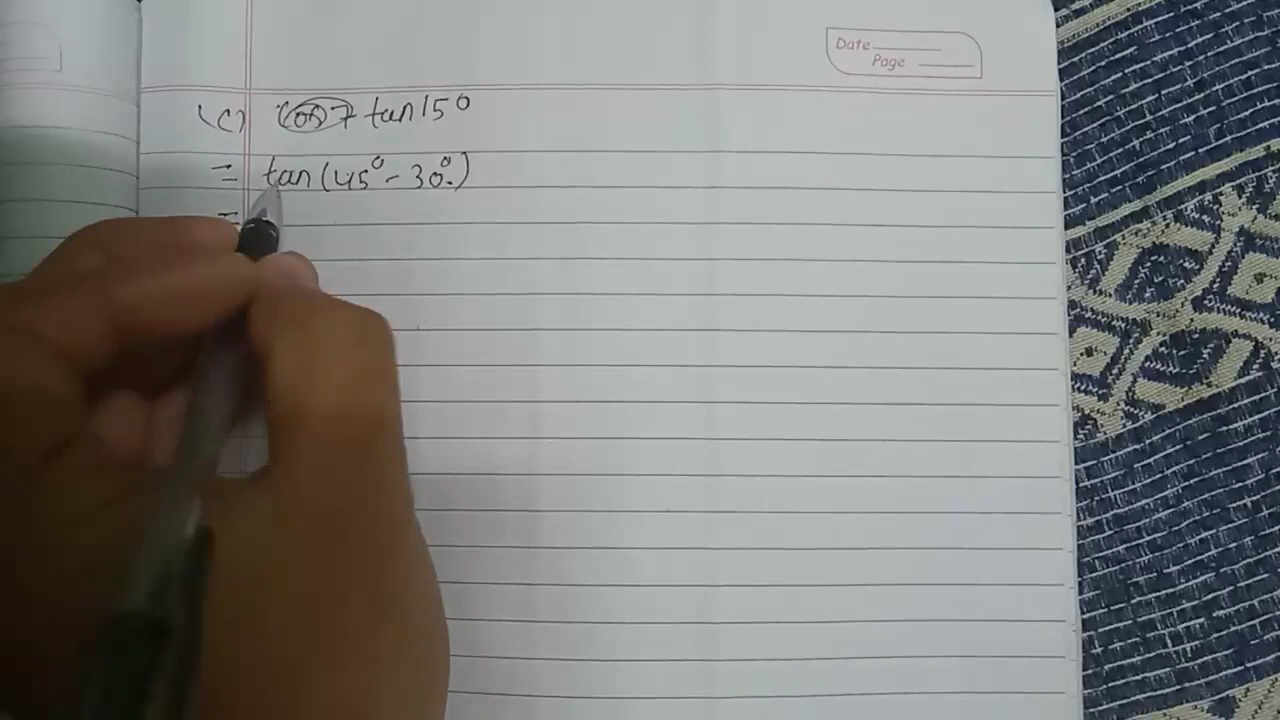 Date
Page
(c) tan 15°
= tan (45° - 30°)
=